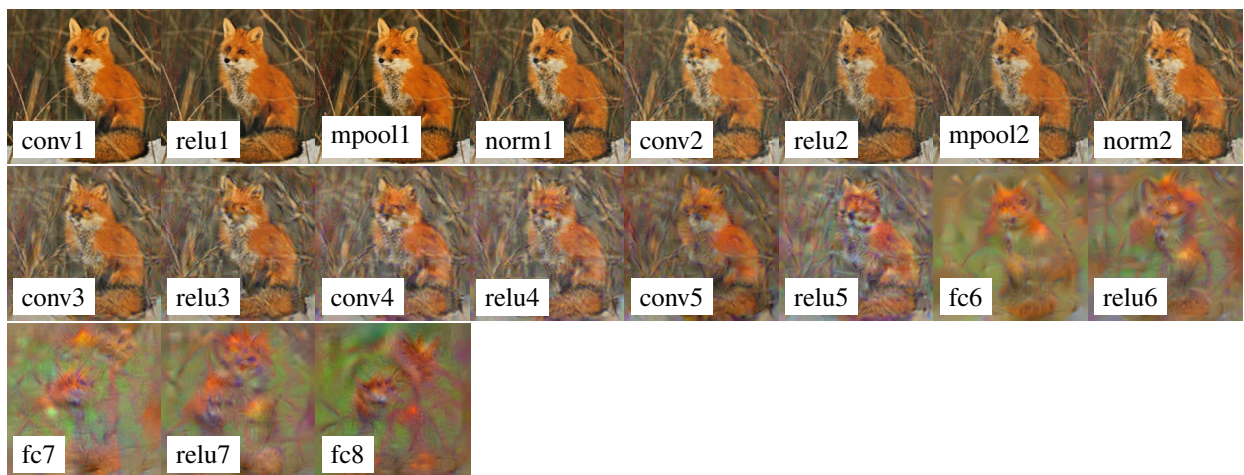 conv1 relu1 mpool1 norm1 conv2 relu2 mpool2 norm2
conv3 relu3 conv4 relu4 conv5 relu5 fc6 relu6
fc7 relu7 fc8